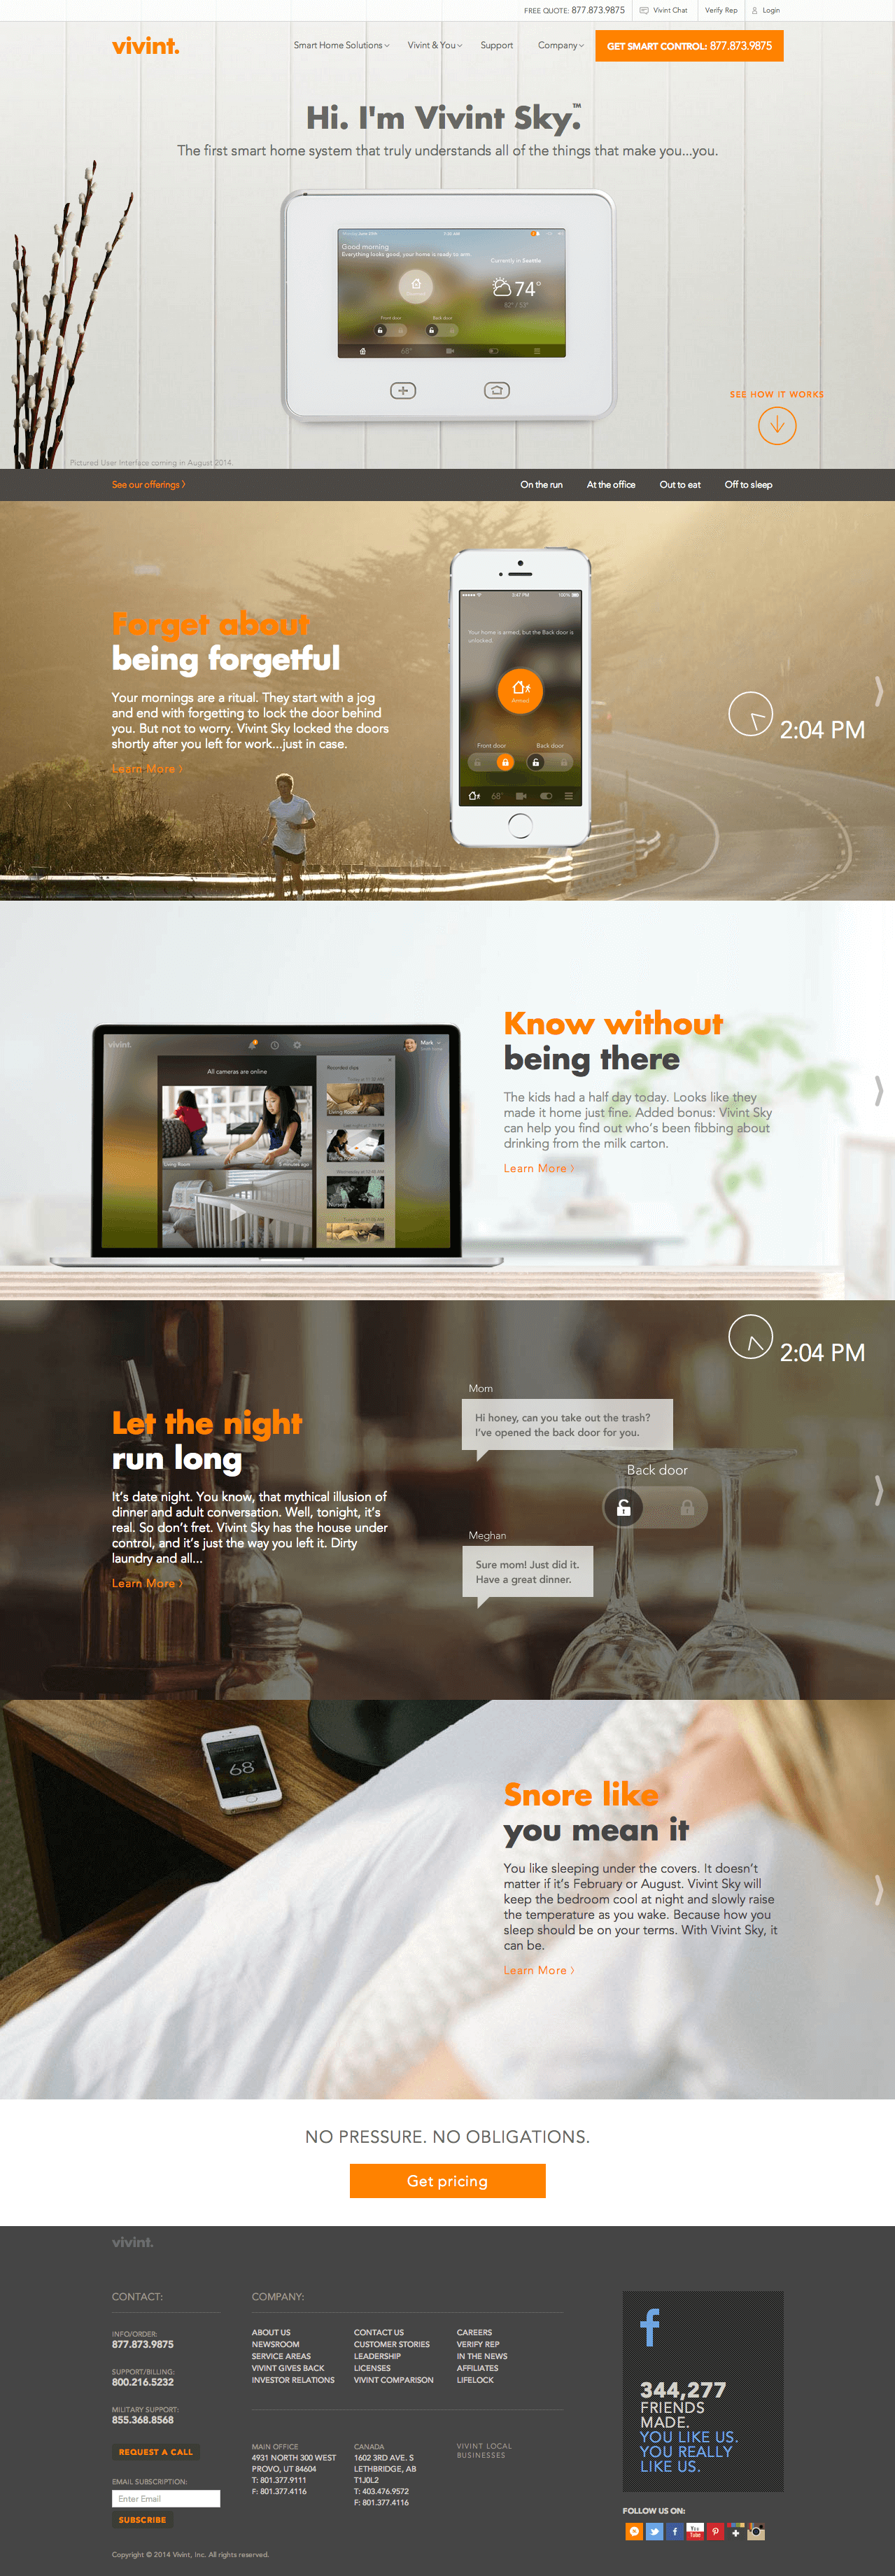 FREE QUOTE: 877.873.9875
Vivint Chat
Verify Rep
Login
vivint.
Smart Home Solutions
Vivint & You
Support
Company
GET SMART CONTROL: 877.873.9875
Hi. I'm Vivint Sky.™
The first smart home system that truly understands all of the things that make you...you.
Good morning
Everything looks good, your home is ready to arm.
Currently in Seattle
74°
Front door
Back door
68°
SEE HOW IT WORKS
Pictured User Interface coming in August 2014.
See our offerings
On the run
At the office
Out to eat
Off to sleep
2:47 PM
100%
Your home is armed, but the Back door is
unlocked.
Armed
Front door
Back door
68°
Forget about
being forgetful
Your mornings are a ritual. They start with a jog
and end with forgetting to lock the door behind
you. But not to worry. Vivint Sky locked the doors
shortly after you left for work...just in case.
Learn More
2:04 PM
vivint.
Mark
All cameras are online
Recorded clips
Living Room
5 minutes ago
Living Room
Living Room
Nursery
Know without
being there
The kids had a half day today. Looks like they
made it home just fine. Added bonus: Vivint Sky
can help you find out who's been fibbing about
drinking from the milk carton.
Learn More
2:04 PM
Let the night
run long
It's date night. You know, that mythical illusion of
dinner and adult conversation. Well, tonight, it's
real. So don't fret. Vivint Sky has the house under
control, and it's just the way you left it. Dirty
laundry and all...
Learn More
Mom
Hi honey, can you take out the trash?
I've opened the back door for you.
Back door
Meghan
Sure mom! Just did it.
Have a great dinner.
68°
Snore like
you mean it
You like sleeping under the covers. It doesn't
matter if it's February or August. Vivint Sky will
keep the bedroom cool at night and slowly raise
the temperature as you wake. Because how you
sleep should be on your terms. With Vivint Sky, it
can be.
Learn More
NO PRESSURE. NO OBLIGATIONS.
Get pricing
vivint.
CONTACT:
INFO/ORDER:
877.873.9875
SUPPORT/BILLING:
800.216.5232
MILITARY SUPPORT:
855.368.8568
REQUEST A CALL
EMAIL SUBSCRIPTION:
Enter Email
SUBSCRIBE
COMPANY:
ABOUT US
NEWSROOM
SERVICE AREAS
VIVINT GIVES BACK
INVESTOR RELATIONS
CONTACT US
CUSTOMER STORIES
LEADERSHIP
LICENSES
VIVINT COMPARISON
CAREERS
VERIFY REP
IN THE NEWS
AFFILIATES
LIFELOCK
MAIN OFFICE
4931 NORTH 300 WEST
PROVO, UT 84604
T: 801.377.9111
F: 801.377.4116
CANADA
1602 3RD AVE. S
LETHBRIDGE, AB
T1J0L2
T: 403.476.9572
F: 801.377.4116
VIVINT LOCAL
BUSINESSES
344,277
FRIENDS
MADE.
YOU LIKE US.
YOU REALLY
LIKE US.
FOLLOW US ON:
You
Tube
Copyright © 2014 Vivint, Inc. All rights reserved.